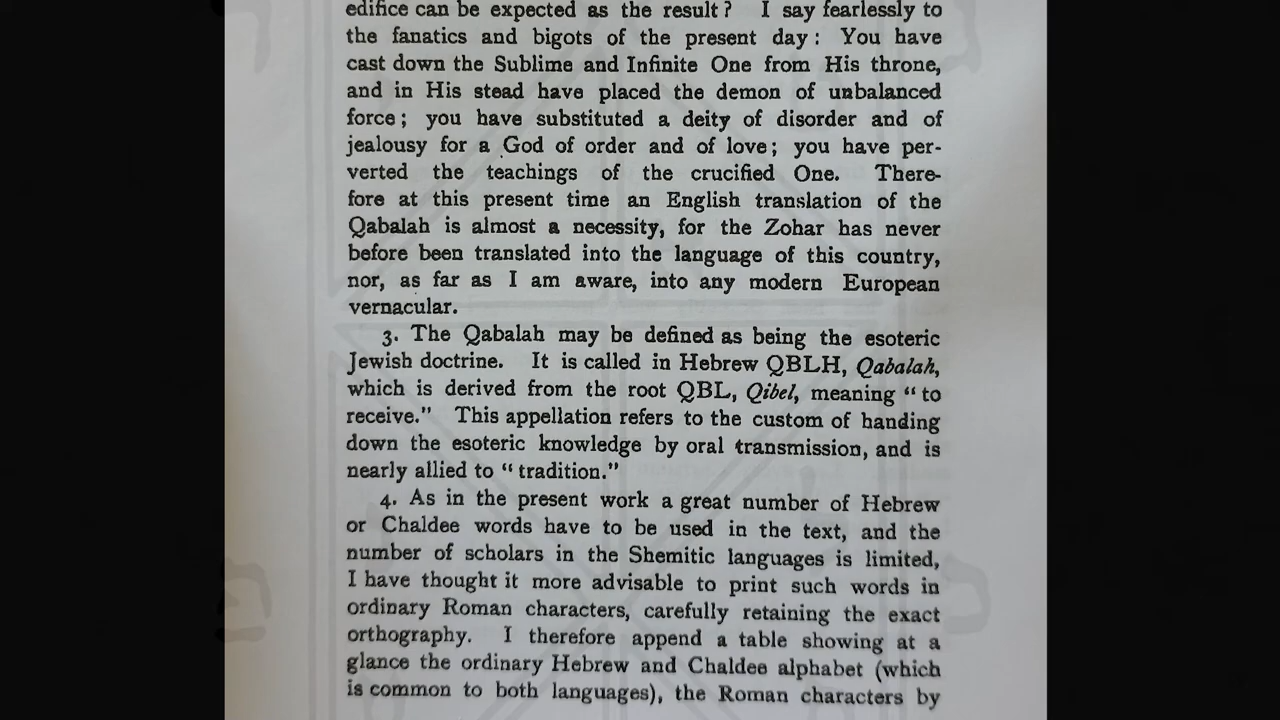 edifice can be expected as the result? I say fearlessly to
the fanatics and bigots of the present day: You have
cast down the Sublime and Infinite One from His throne,
and in His stead have placed the demon of unbalanced
force; you have substituted a deity of disorder and of
jealousy for a God of order and of love; you have per-
verted the teachings of the crucified One. There-
fore at this present time an English translation of the
Qabalah is almost a necessity, for the Zohar has never
before been translated into the language of this country,
nor, as far as I am aware, into any modern European
vernacular.
3. The Qabalah may be defined as being the esoteric
Jewish doctrine. It is called in Hebrew QBLH, Qabalah,
which is derived from the root QBL, Qibel, meaning "to
receive." This appellation refers to the custom of handing
down the esoteric knowledge by oral transmission, and is
nearly allied to "tradition."
4. As in the present work a great number of Hebrew
or Chaldee words have to be used in the text, and the
number of scholars in the Shemitic languages is limited,
I have thought it more advisable to print such words in
ordinary Roman characters, carefully retaining the exact
orthography. I therefore append a table showing at a
glance the ordinary Hebrew and Chaldee alphabet (which
is common to both languages), the Roman characters by